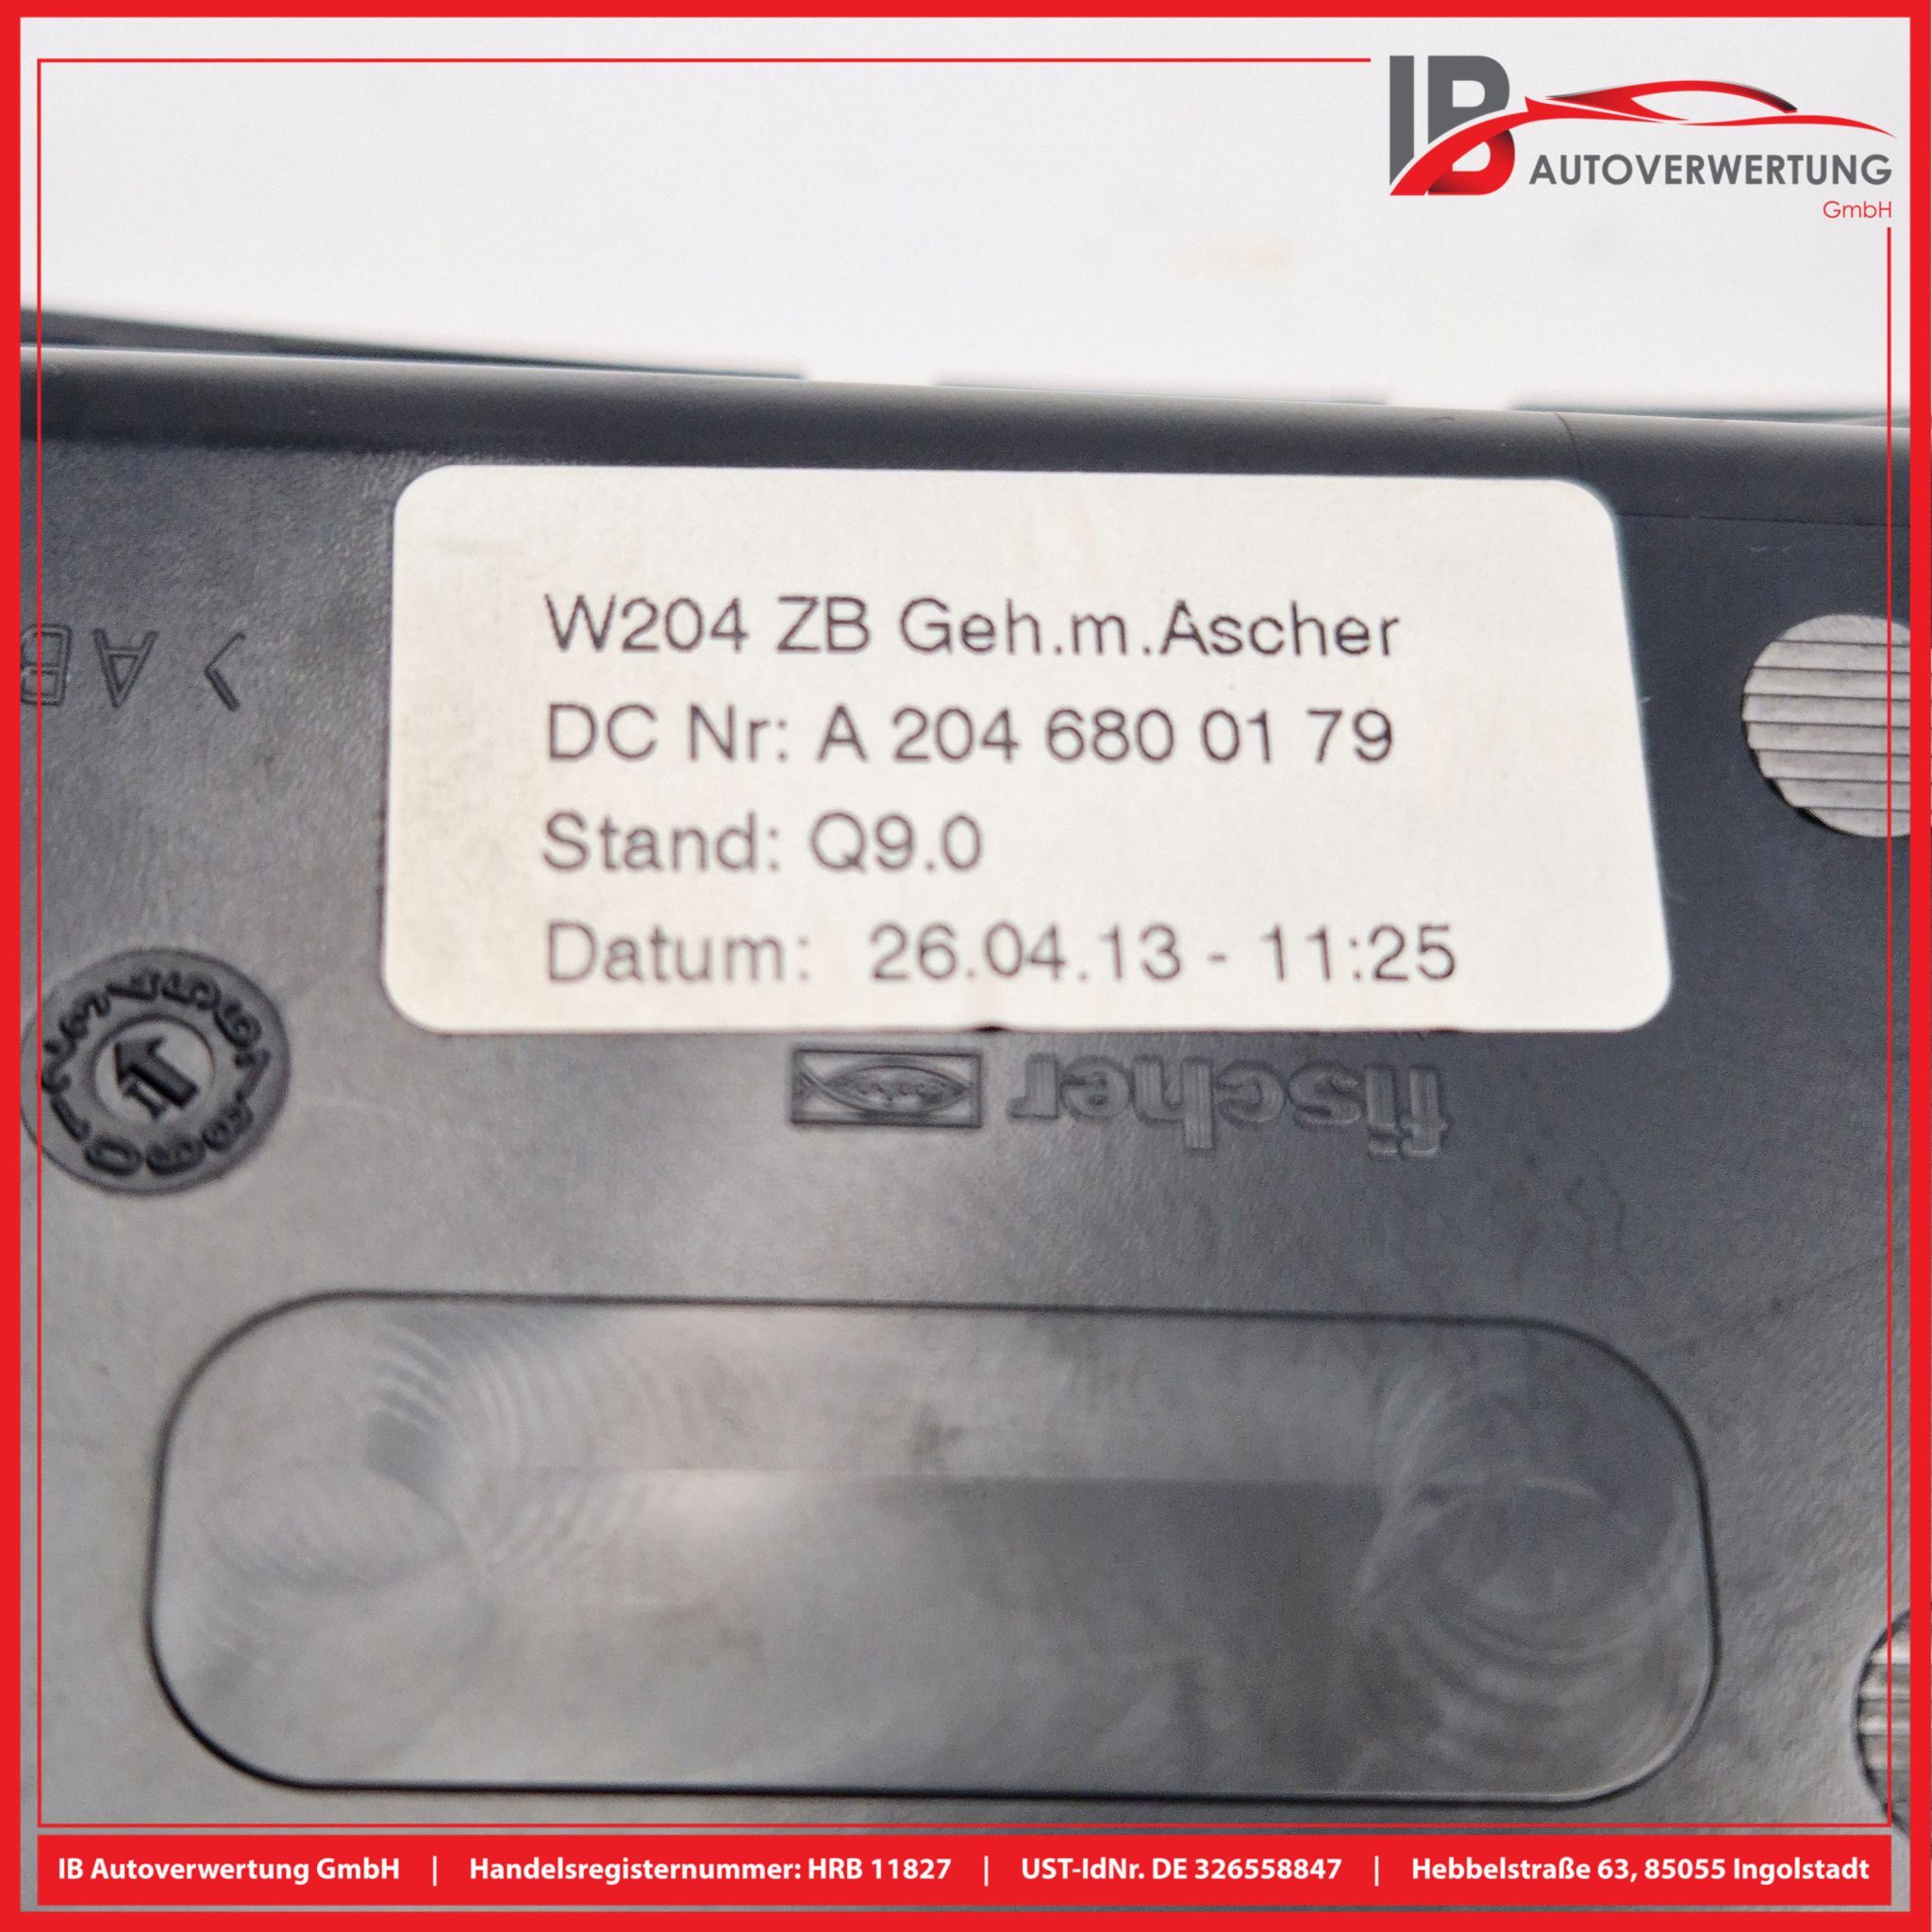 IB AUTOVERWERTUNG
GmbH
W204 ZB Geh.m.Ascher
DC Nr: A 204 680 01 79
Stand: Q9.0
Datum: 26.04.13 - 11:25
>AB
fischer
IB Autoverwertung GmbH | Handelsregisternummer: HRB 11827 | UST-IdNr. DE 326558847 | Hebbelstraße 63, 85055 Ingolstadt